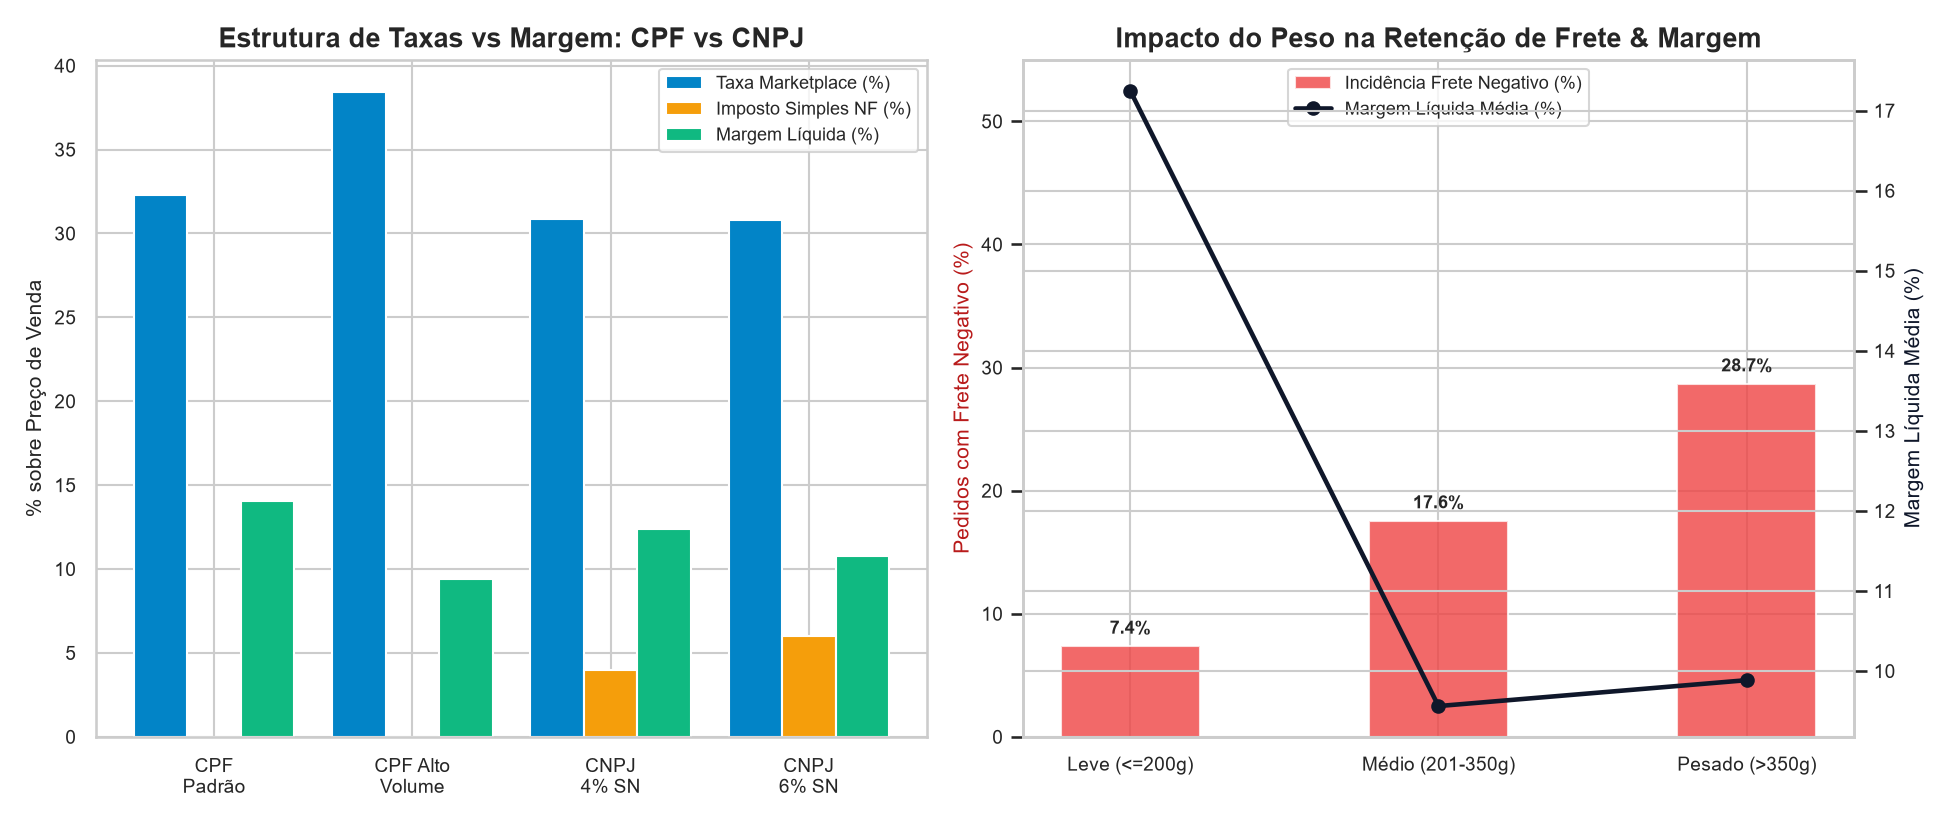 Estrutura de Taxas vs Margem: CPF vs CNPJ
40
35
30
25
20
15
10
5
0
% sobre Preço de Venda
Taxa Marketplace (%)
Imposto Simples NF (%)
Margem Líquida (%)
CPF
Padrão
CPF Alto
Volume
CNPJ
4% SN
CNPJ
6% SN
Impacto do Peso na Retenção de Frete & Margem
Incidência Frete Negativo (%)
Margem Líquida Média (%)
50
40
30
20
10
0
Pedidos com Frete Negativo (%)
7.4%
17.6%
28.7%
17
16
15
14
13
12
11
10
Margem Líquida Média (%)
Leve (<=200g)
Médio (201-350g)
Pesado (>350g)